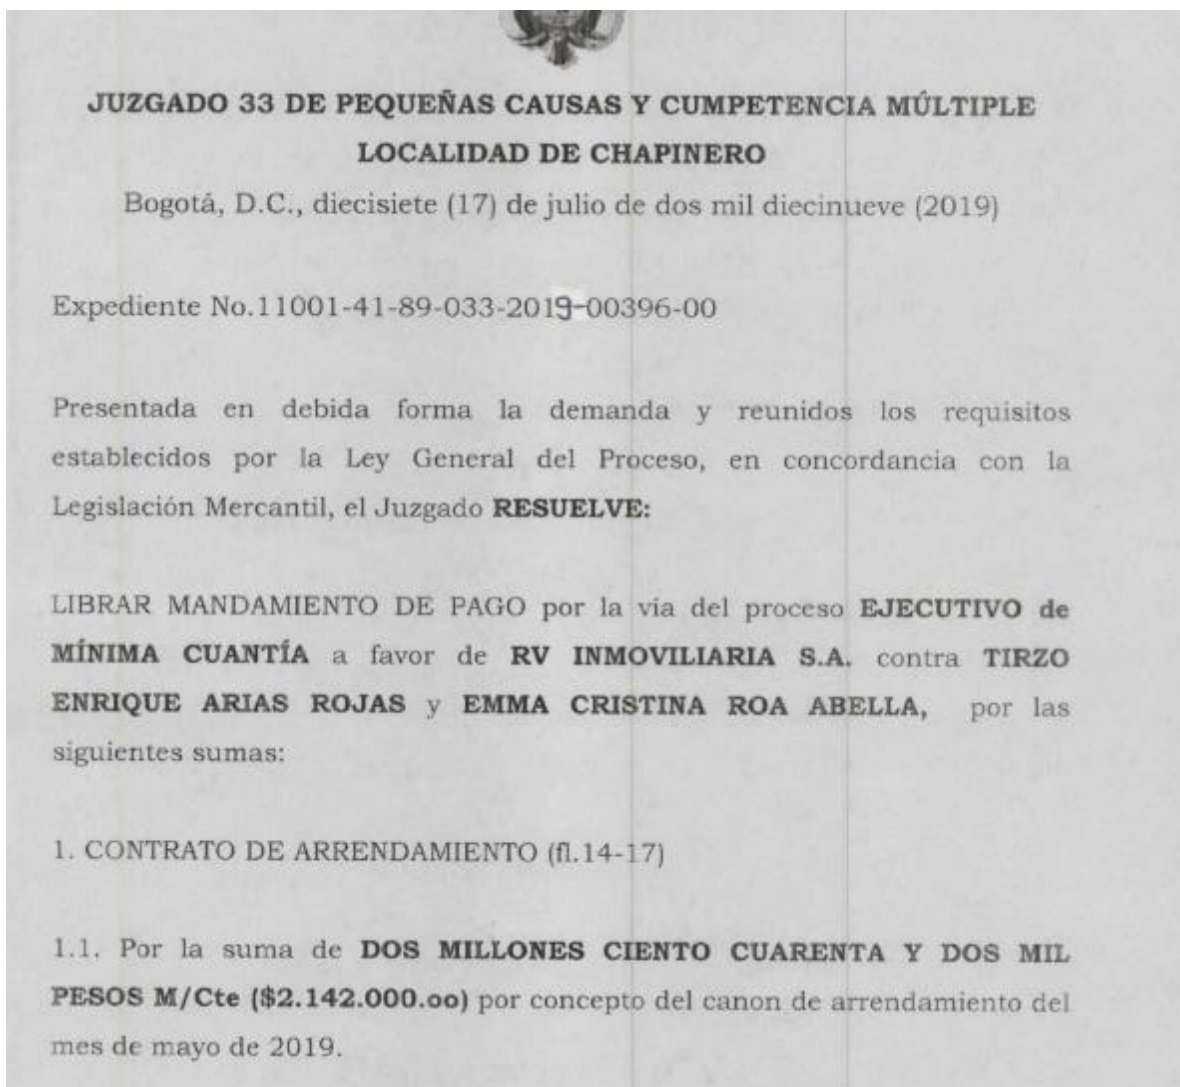 JUZGADO 33 DE PEQUEÑAS CAUSAS Y CUMPETENCIA MÚLTIPLE
LOCALIDAD DE CHAPINERO
Bogotá, D.C., diecisiete (17) de julio de dos mil diecinueve (2019)
Expediente No.11001-41-89-033-2019-00396-00
Presentada en debida forma la demanda y reunidos los requisitos
establecidos por la Ley General del Proceso, en concordancia con la
Legislación Mercantil, el Juzgado RESUELVE:
LIBRAR MANDAMIENTO DE PAGO por la via del proceso EJECUTIVO de
MÍNIMA CUANTÍA a favor de RV INMOVILIARIA S.A. contra TIRZO
ENRIQUE ARIAS ROJAS y EMMA CRISTINA ROA ABELLA, por las
siguientes sumas:
1. CONTRATO DE ARRENDAMIENTO (fl.14-17)
1.1. Por la suma de DOS MILLONES CIENTO CUARENTA Y DOS MIL
PESOS M/Cte ($2.142.000.oo) por concepto del canon de arrendamiento del
mes de mayo de 2019.